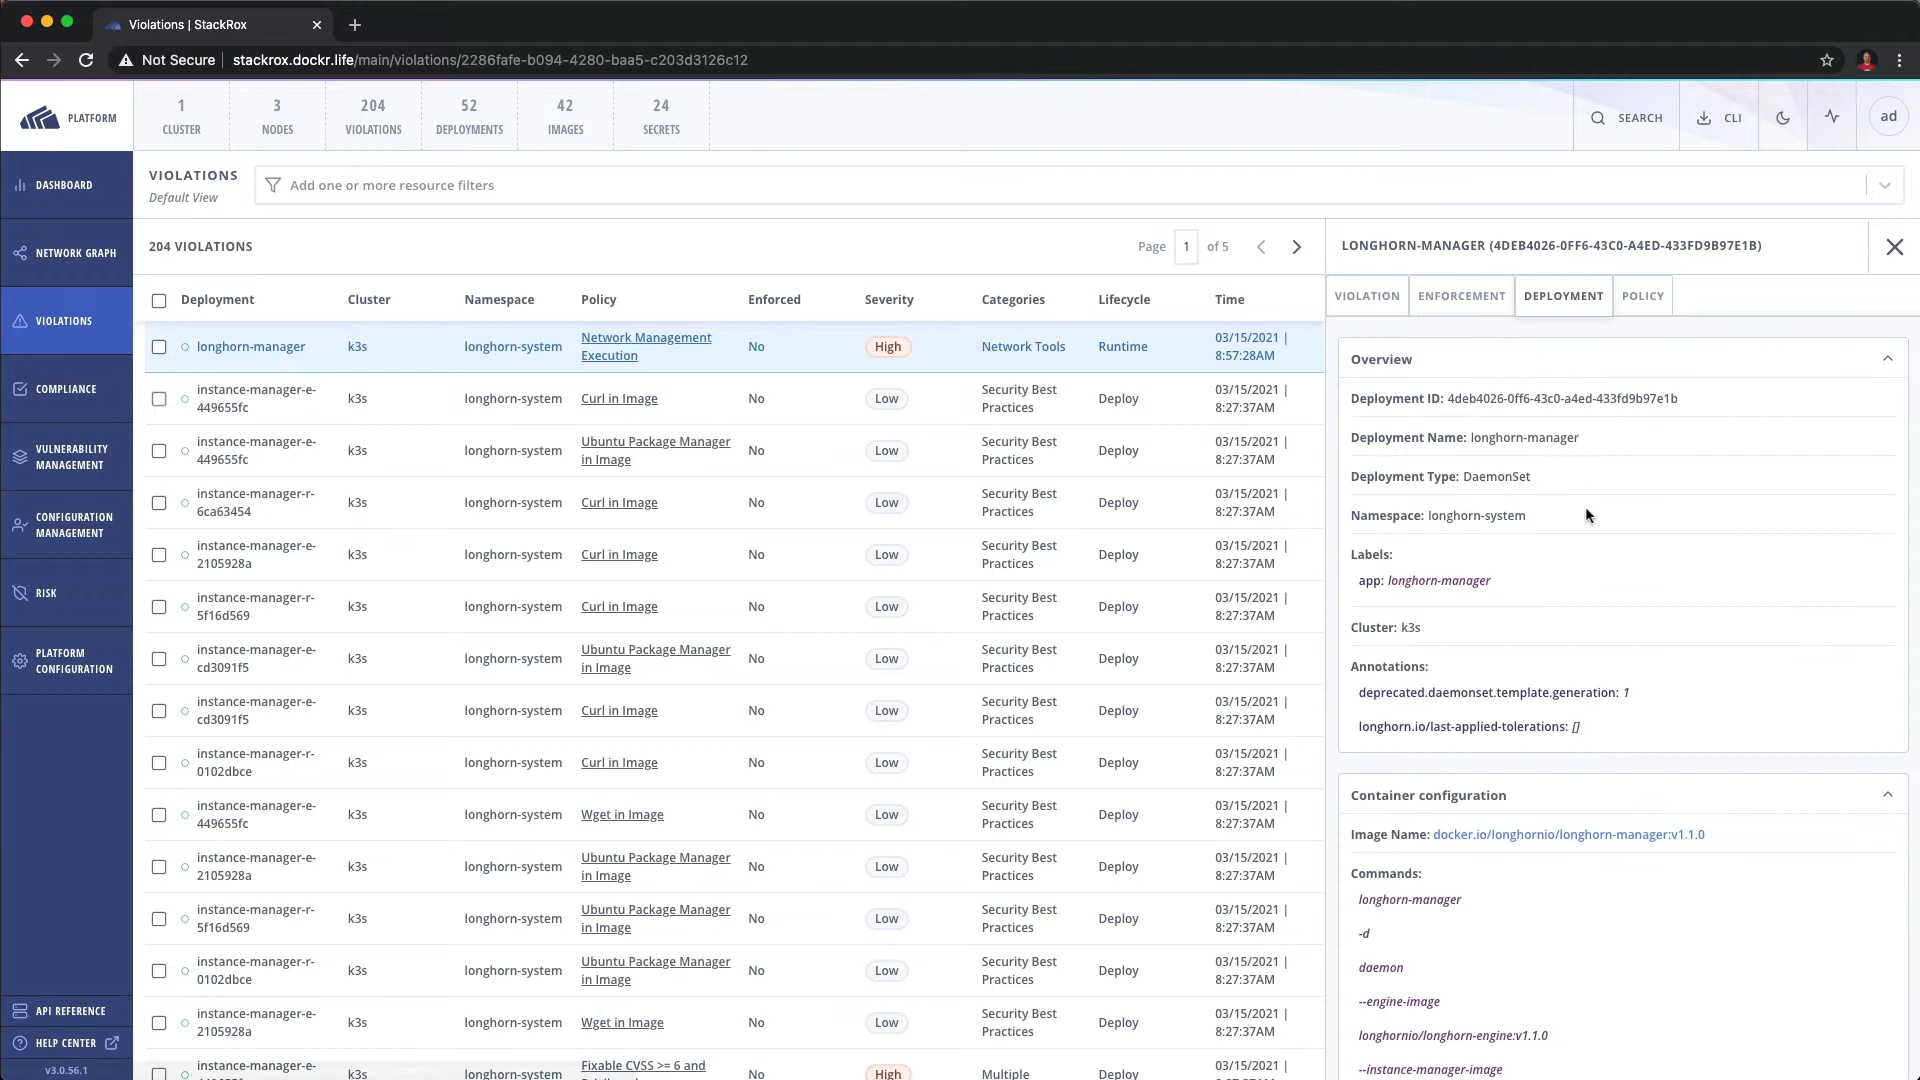 Violations | StackRox
Not Secure
stackrox.dockr.life/main/violations/2286fafe-b094-4280-baa5-c203d3126c12
PLATFORM
1
CLUSTER
3
NODES
204
VIOLATIONS
52
DEPLOYMENTS
42
IMAGES
24
SECRETS
SEARCH
CLI
ad
DASHBOARD
NETWORK GRAPH
VIOLATIONS
COMPLIANCE
VULNERABILITY
MANAGEMENT
CONFIGURATION
MANAGEMENT
RISK
PLATFORM
CONFIGURATION
API REFERENCE
HELP CENTER
v3.0.56.1
VIOLATIONS
Default View
Add one or more resource filters
204 VIOLATIONS
Page 1 of 5
Deployment Cluster Namespace Policy Enforced Severity Categories Lifecycle Time
longhorn-manager k3s longhorn-system Network Management No High Network Tools Runtime 03/15/2021 |
Execution 8:57:28AM
instance-manager-e- k3s longhorn-system Curl in Image No Low Security Best Deploy 03/15/2021 |
449655fc Practices 8:27:37AM
instance-manager-e- k3s longhorn-system Ubuntu Package Manager No Low Security Best Deploy 03/15/2021 |
449655fc in Image Practices 8:27:37AM
instance-manager-r- k3s longhorn-system Curl in Image No Low Security Best Deploy 03/15/2021 |
6ca63454 Practices 8:27:37AM
instance-manager-e- k3s longhorn-system Curl in Image No Low Security Best Deploy 03/15/2021 |
2105928a Practices 8:27:37AM
instance-manager-r- k3s longhorn-system Curl in Image No Low Security Best Deploy 03/15/2021 |
5f16d569 Practices 8:27:37AM
instance-manager-e- k3s longhorn-system Ubuntu Package Manager No Low Security Best Deploy 03/15/2021 |
cd3091f5 in Image Practices 8:27:37AM
instance-manager-e- k3s longhorn-system Curl in Image No Low Security Best Deploy 03/15/2021 |
cd3091f5 Practices 8:27:37AM
instance-manager-r- k3s longhorn-system Curl in Image No Low Security Best Deploy 03/15/2021 |
0102dbce Practices 8:27:37AM
instance-manager-e- k3s longhorn-system Wget in Image No Low Security Best Deploy 03/15/2021 |
449655fc Practices 8:27:37AM
instance-manager-e- k3s longhorn-system Ubuntu Package Manager No Low Security Best Deploy 03/15/2021 |
2105928a in Image Practices 8:27:37AM
instance-manager-r- k3s longhorn-system Ubuntu Package Manager No Low Security Best Deploy 03/15/2021 |
5f16d569 in Image Practices 8:27:37AM
instance-manager-r- k3s longhorn-system Ubuntu Package Manager No Low Security Best Deploy 03/15/2021 |
0102dbce in Image Practices 8:27:37AM
instance-manager-e- k3s longhorn-system Wget in Image No Low Security Best Deploy 03/15/2021 |
2105928a Practices 8:27:37AM
instance-manager-e- k3s longhorn-system Fixable CVSS >= 6 and No High Multiple Deploy 03/15/2021 |
LONGHORN-MANAGER (4DEB4026-0FF6-43C0-A4ED-433FD9B97E1B)
VIOLATION ENFORCEMENT DEPLOYMENT POLICY
Overview
Deployment ID: 4deb4026-0ff6-43c0-a4ed-433fd9b97e1b
Deployment Name: longhorn-manager
Deployment Type: DaemonSet
Namespace: longhorn-system
Labels:
app: longhorn-manager
Cluster: k3s
Annotations:
deprecated.daemonset.template.generation: 1
longhorn.io/last-applied-tolerations: []
Container configuration
Image Name: docker.io/longhornio/longhorn-manager:v1.1.0
Commands:
longhorn-manager
-d
daemon
--engine-image
longhornio/longhorn-engine:v1.1.0
--instance-manager-image